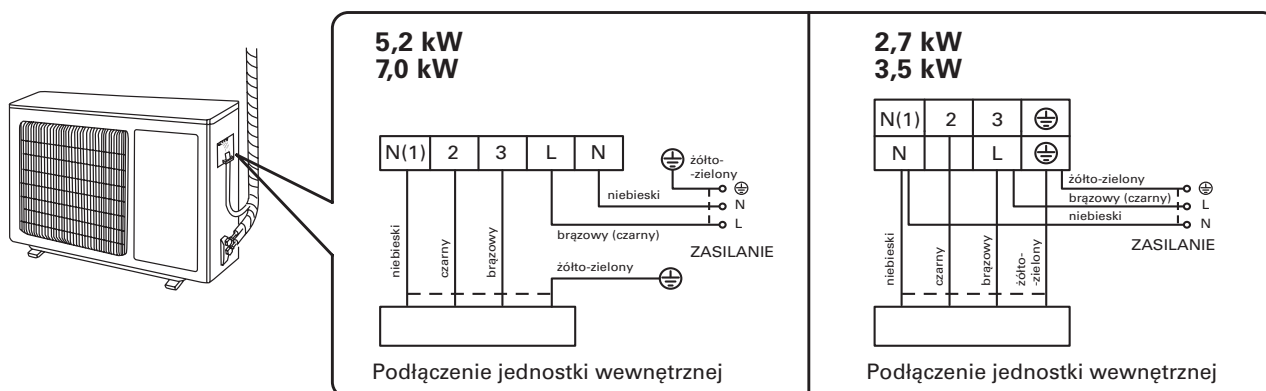 5,2 kW
7,0 kW
N(1) 2 3 L N
żółto-
-zielony
niebieski
N
brązowy (czarny)
L
ZASILANIE
niebieski
czarny
brązowy
żółto-zielony
Podłączenie jednostki wewnętrznej
2,7 kW
3,5 kW
N(1) 2 3
N L
żółto-zielony
brązowy (czarny)
L
niebieski
N
ZASILANIE
niebieski
czarny
brązowy
żółto-
-zielony
Podłączenie jednostki wewnętrznej